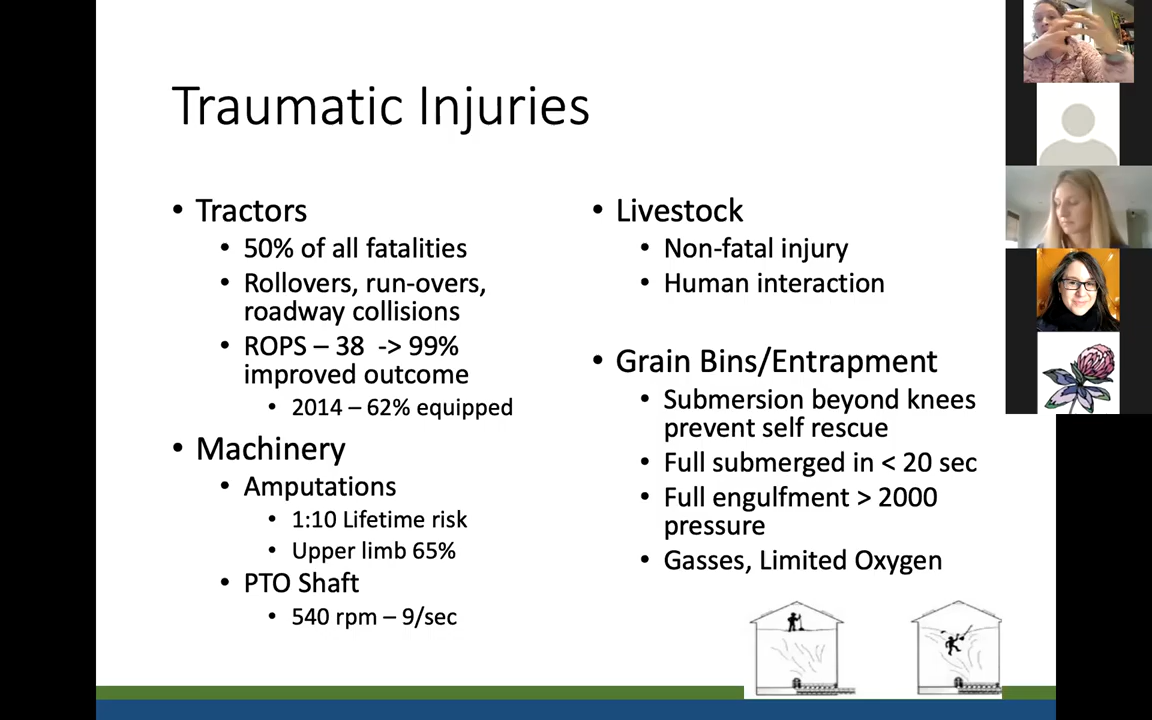 Traumatic Injuries
• Tractors
• 50% of all fatalities
• Rollovers, run-overs,
roadway collisions
• ROPS – 38 -> 99%
improved outcome
• 2014 – 62% equipped
• Machinery
• Amputations
• 1:10 Lifetime risk
• Upper limb 65%
• PTO Shaft
• 540 rpm – 9/sec
• Livestock
• Non-fatal injury
• Human interaction
• Grain Bins/Entrapment
• Submersion beyond knees
prevent self rescue
• Full submerged in < 20 sec
• Full engulfment > 2000
pressure
• Gasses, Limited Oxygen